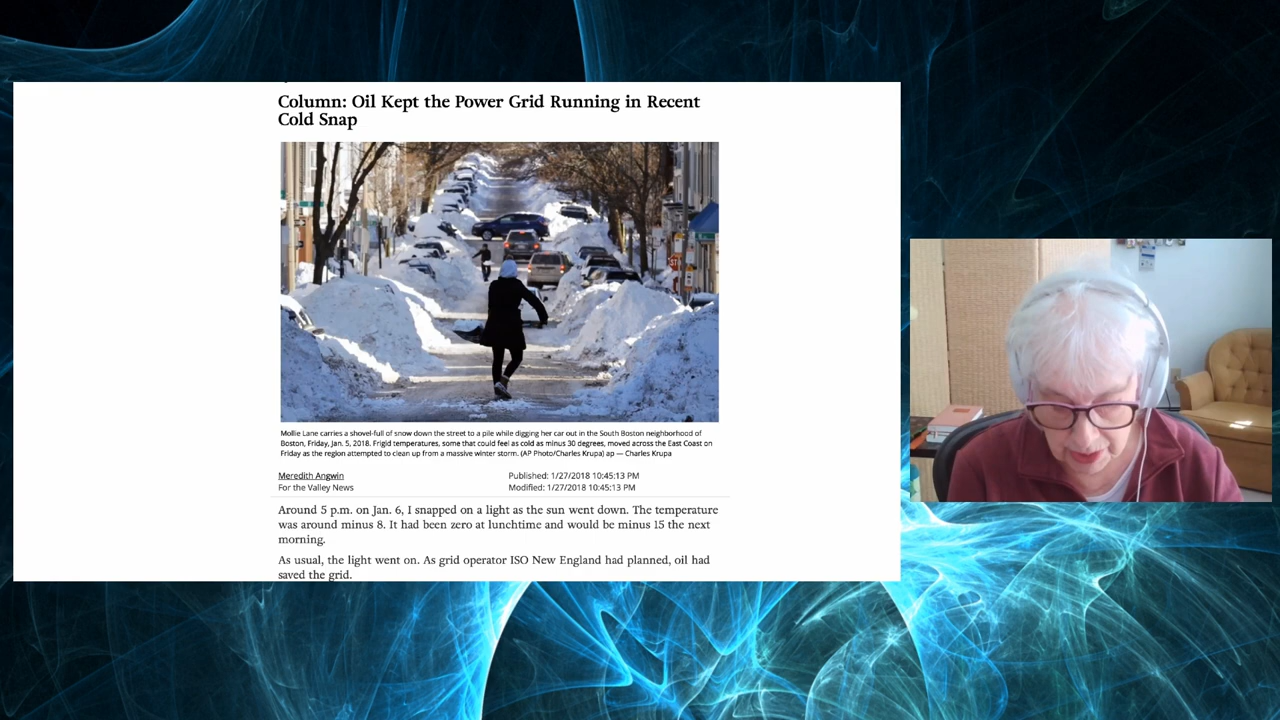 Column: Oil Kept the Power Grid Running in Recent
Cold Snap
Mollie Lane carries a shovel-full of snow down the street to a pile while digging her car out in the South Boston neighborhood of
Boston, Friday, Jan. 5, 2018. Frigid temperatures, some that could feel as cold as minus 30 degrees, moved across the East Coast on
Friday as the region attempted to clean up from a massive winter storm. (AP Photo/Charles Krupa) ap — Charles Krupa
Meredith Angwin
For the Valley News
Published: 1/27/2018 10:45:13 PM
Modified: 1/27/2018 10:45:13 PM
Around 5 p.m. on Jan. 6, I snapped on a light as the sun went down. The temperature
was around minus 8. It had been zero at lunchtime and would be minus 15 the next
morning.
As usual, the light went on. As grid operator ISO New England had planned, oil had
saved the grid.